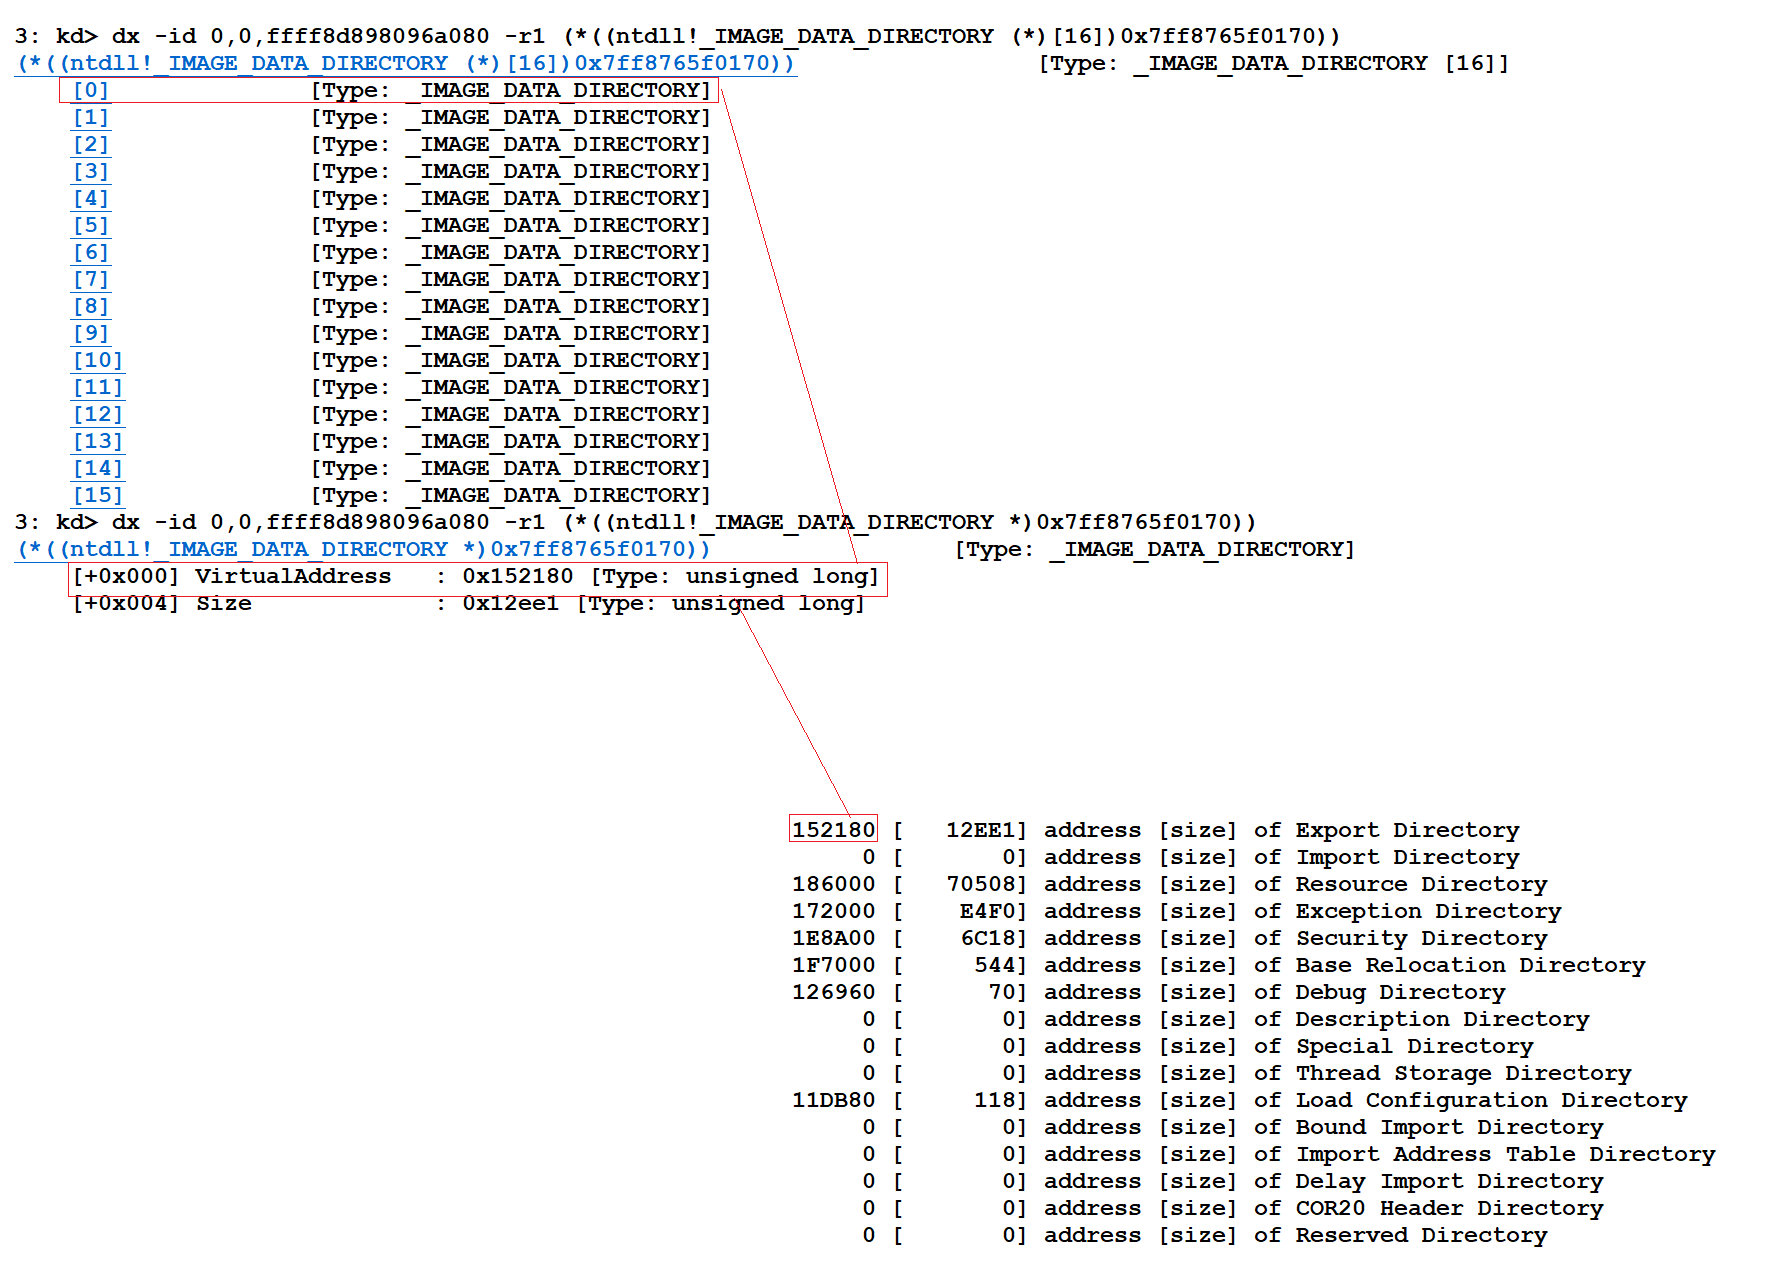 3: kd> dx -id 0,0,ffff8d898096a080 -r1 (*((ntdll!_IMAGE_DATA_DIRECTORY (*)[16])0x7ff8765f0170))
(*((ntdll!_IMAGE_DATA_DIRECTORY (*)[16])0x7ff8765f0170)) [Type: _IMAGE_DATA_DIRECTORY [16]]
[0] [Type: _IMAGE_DATA_DIRECTORY]
[1] [Type: _IMAGE_DATA_DIRECTORY]
[2] [Type: _IMAGE_DATA_DIRECTORY]
[3] [Type: _IMAGE_DATA_DIRECTORY]
[4] [Type: _IMAGE_DATA_DIRECTORY]
[5] [Type: _IMAGE_DATA_DIRECTORY]
[6] [Type: _IMAGE_DATA_DIRECTORY]
[7] [Type: _IMAGE_DATA_DIRECTORY]
[8] [Type: _IMAGE_DATA_DIRECTORY]
[9] [Type: _IMAGE_DATA_DIRECTORY]
[10] [Type: _IMAGE_DATA_DIRECTORY]
[11] [Type: _IMAGE_DATA_DIRECTORY]
[12] [Type: _IMAGE_DATA_DIRECTORY]
[13] [Type: _IMAGE_DATA_DIRECTORY]
[14] [Type: _IMAGE_DATA_DIRECTORY]
[15] [Type: _IMAGE_DATA_DIRECTORY]
3: kd> dx -id 0,0,ffff8d898096a080 -r1 (*((ntdll!_IMAGE_DATA_DIRECTORY *)0x7ff8765f0170))
(*((ntdll!_IMAGE_DATA_DIRECTORY *)0x7ff8765f0170)) [Type: _IMAGE_DATA_DIRECTORY]
[+0x000] VirtualAddress : 0x152180 [Type: unsigned long]
[+0x004] Size : 0x12ee1 [Type: unsigned long]
152180 [ 12EE1] address [size] of Export Directory
0 [ 0] address [size] of Import Directory
186000 [ 70508] address [size] of Resource Directory
172000 [ E4F0] address [size] of Exception Directory
1E8A00 [ 6C18] address [size] of Security Directory
1F7000 [ 544] address [size] of Base Relocation Directory
126960 [ 70] address [size] of Debug Directory
0 [ 0] address [size] of Description Directory
0 [ 0] address [size] of Special Directory
0 [ 0] address [size] of Thread Storage Directory
11DB80 [ 118] address [size] of Load Configuration Directory
0 [ 0] address [size] of Bound Import Directory
0 [ 0] address [size] of Import Address Table Directory
0 [ 0] address [size] of Delay Import Directory
0 [ 0] address [size] of COR20 Header Directory
0 [ 0] address [size] of Reserved Directory